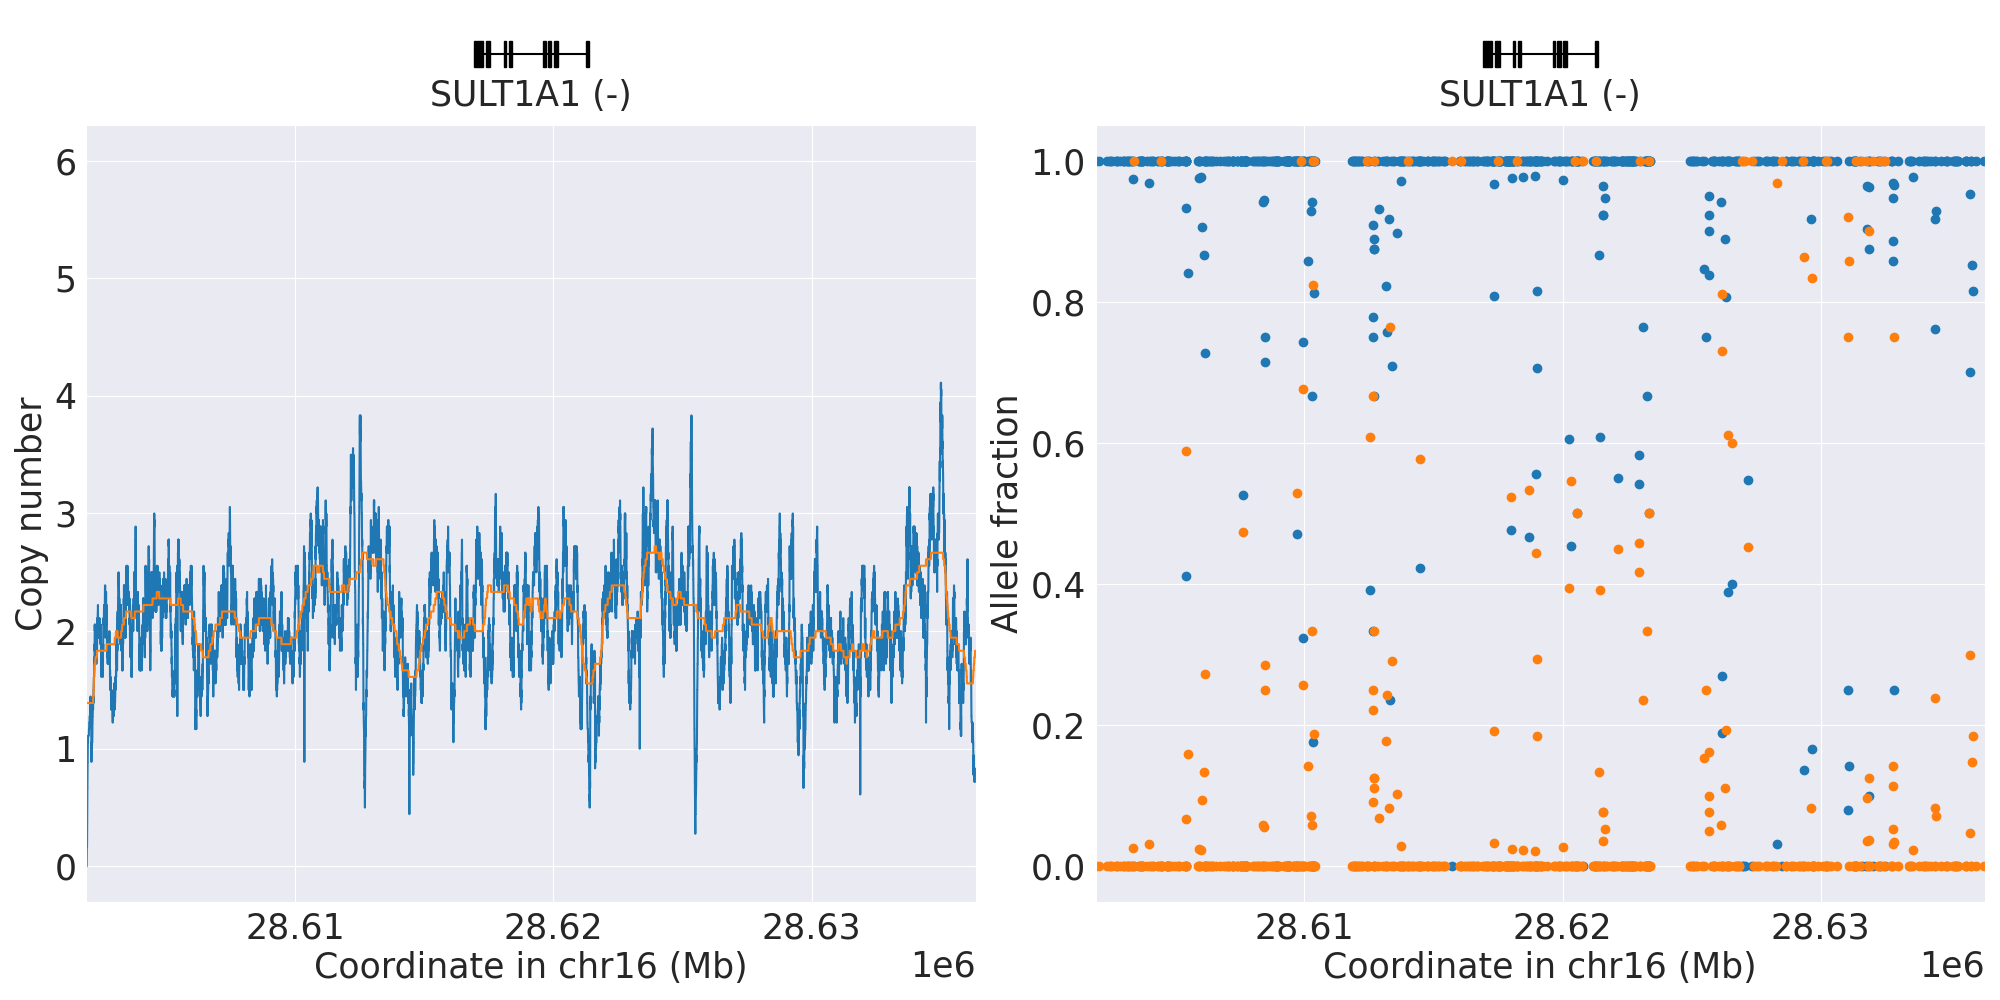 SULT1A1 (-)
6
5
4
3
2
1
0
Copy number
28.61
28.62
28.63
Coordinate in chr16 (Mb)
1e6
SULT1A1 (-)
1.0
0.8
0.6
0.4
0.2
0.0
Allele fraction
28.61
28.62
28.63
Coordinate in chr16 (Mb)
1e6